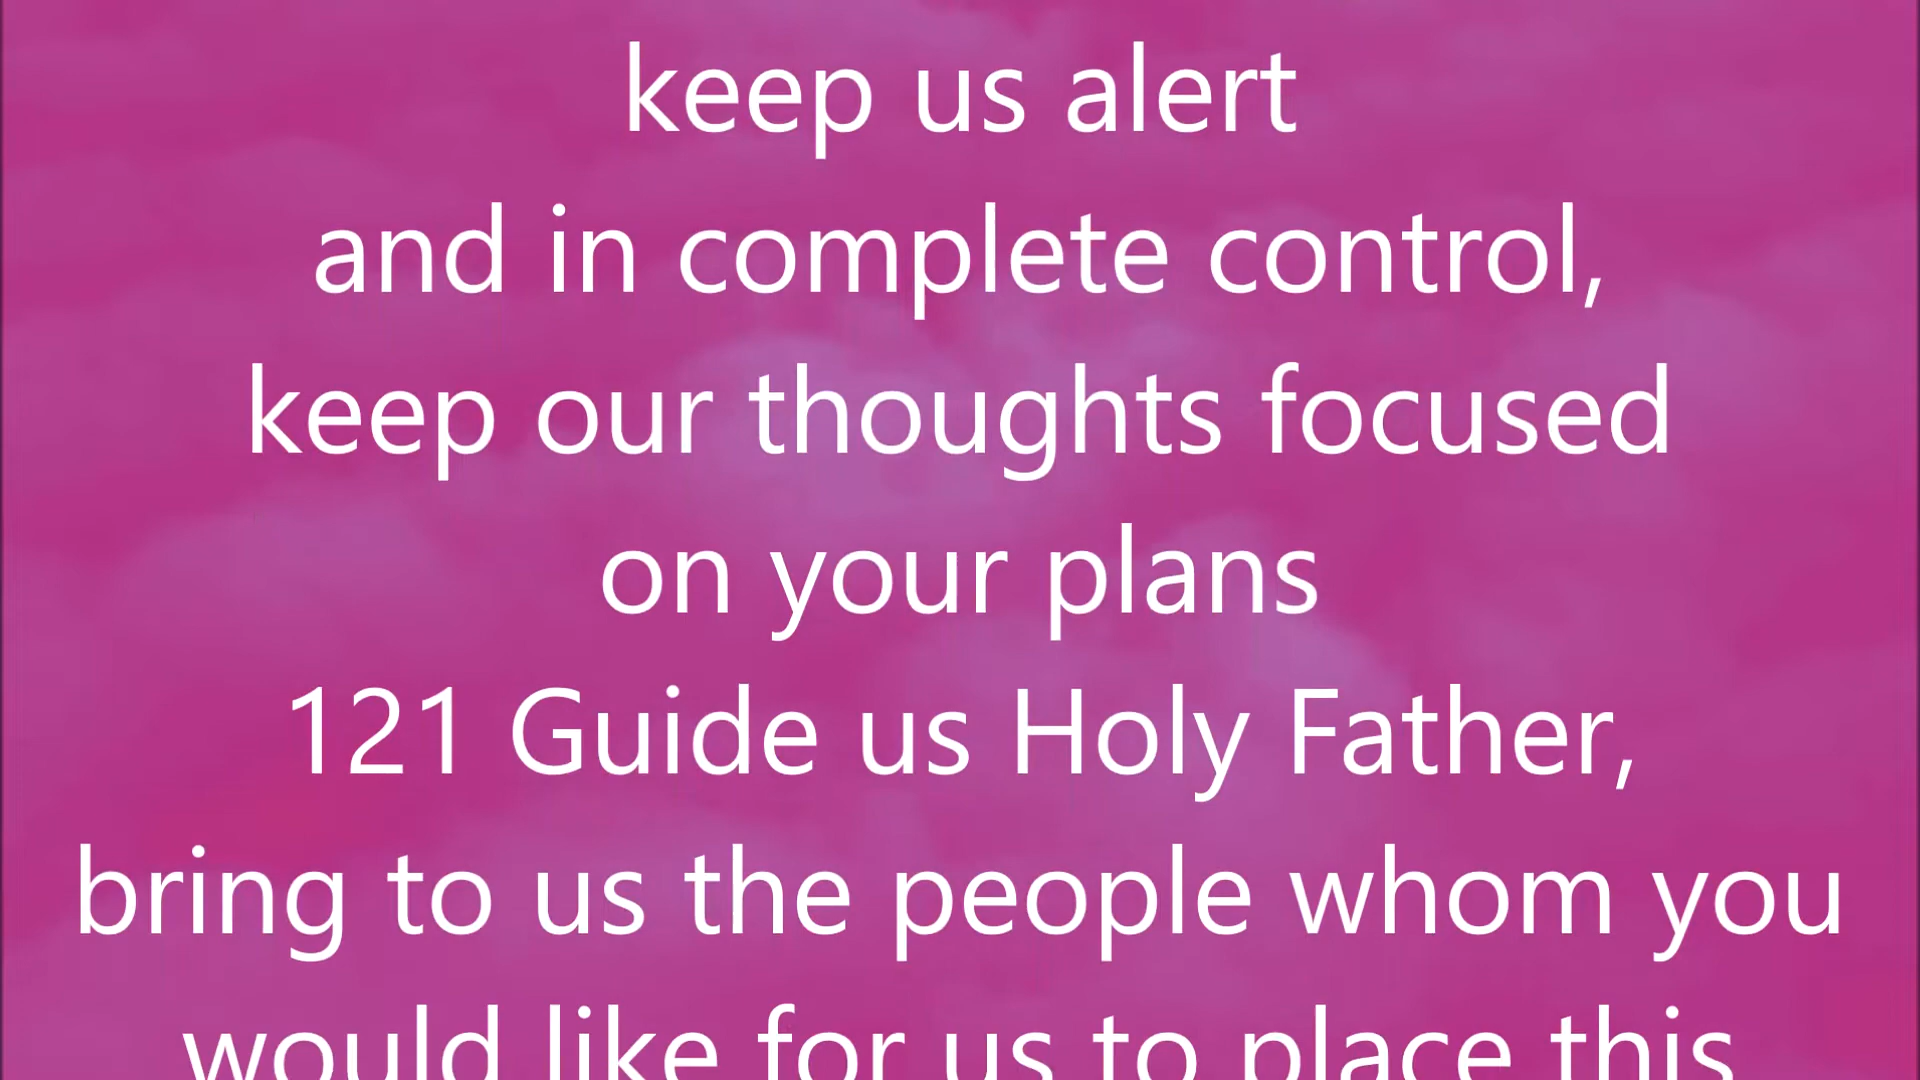 keep us alert
and in complete control,
keep our thoughts focused
on your plans
121 Guide us Holy Father,
bring to us the people whom you
would like for us to place this